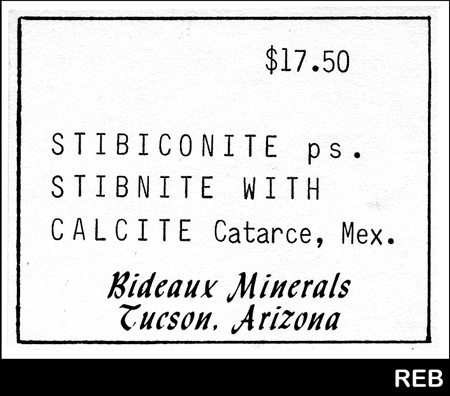 $17.50
STIBICONITE ps.
STIBNITE WITH
CALCITE Catarce, Mex.
Bideaux Minerals
Tucson, Arizona
REB